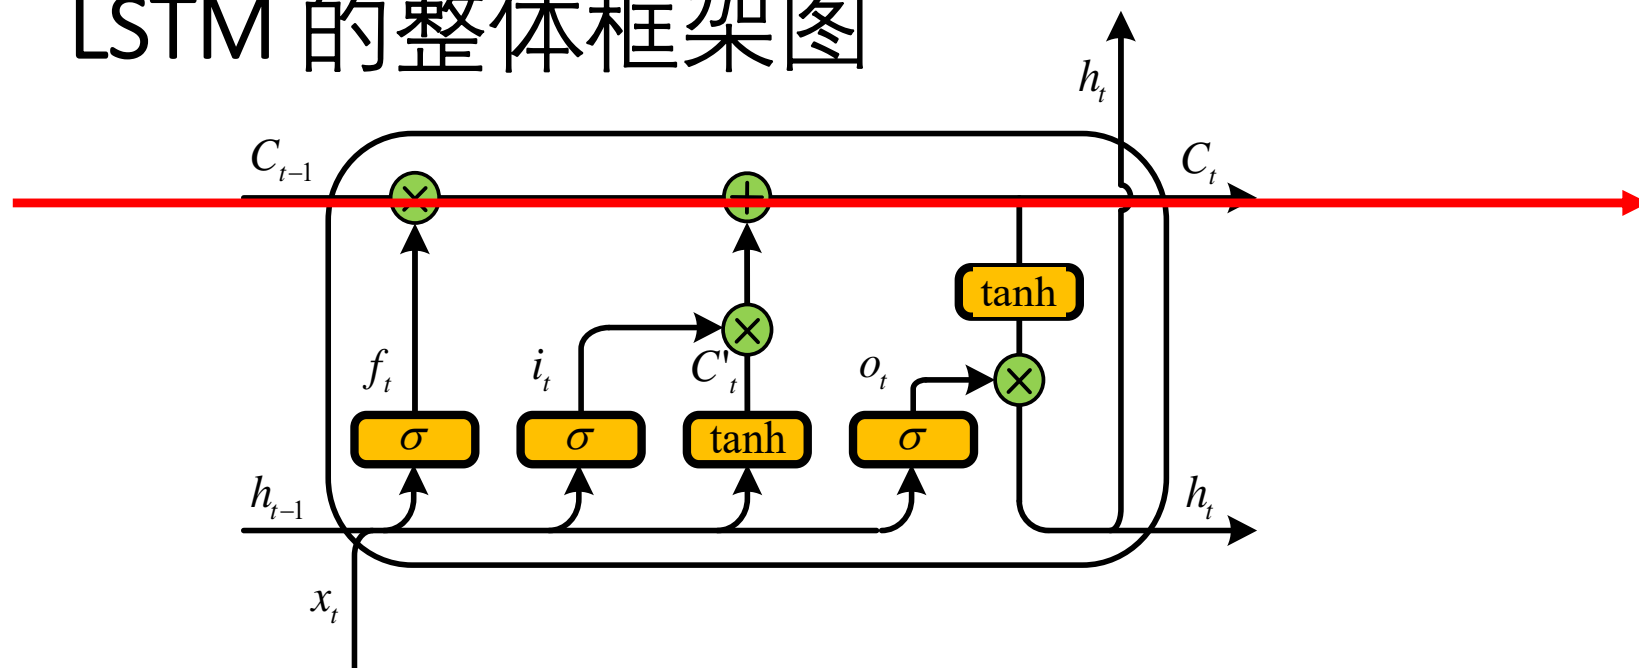 LSTM 的整体框架图
h_t
C_{t-1}
C_t
tanh
f_t
i_t
C'_t
o_t
σ
σ
tanh
σ
h_{t-1}
h_t
x_t